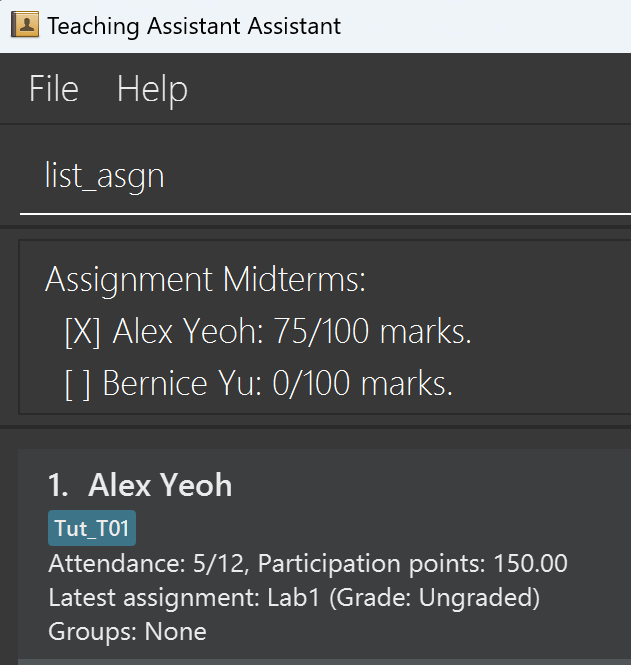 Teaching Assistant Assistant
File Help
list_asgn
Assignment Midterms:
[X] Alex Yeoh: 75/100 marks.
[ ] Bernice Yu: 0/100 marks.
1. Alex Yeoh
Tut_T01
Attendance: 5/12, Participation points: 150.00
Latest assignment: Lab1 (Grade: Ungraded)
Groups: None